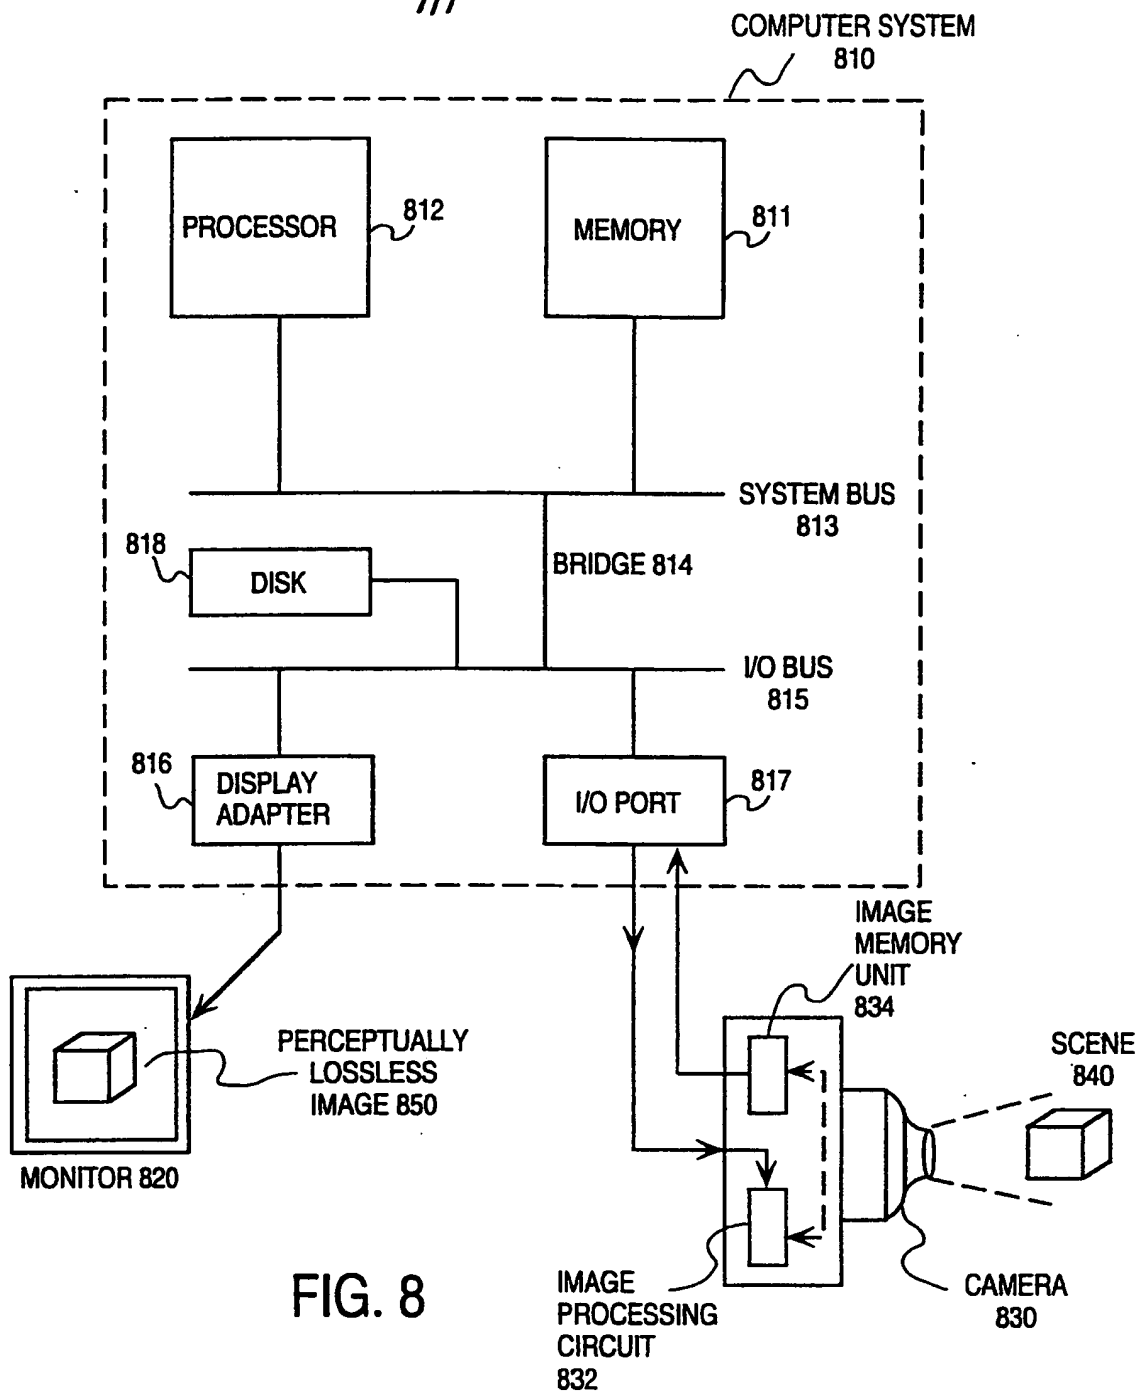 COMPUTER SYSTEM
810
PROCESSOR
812
MEMORY
811
SYSTEM BUS
813
818
DISK
BRIDGE 814
I/O BUS
815
816
DISPLAY
ADAPTER
I/O PORT
817
IMAGE
MEMORY
UNIT
834
PERCEPTUALLY
LOSSLESS
IMAGE 850
SCENE
840
MONITOR 820
FIG. 8
IMAGE
PROCESSING
CIRCUIT
832
CAMERA
830